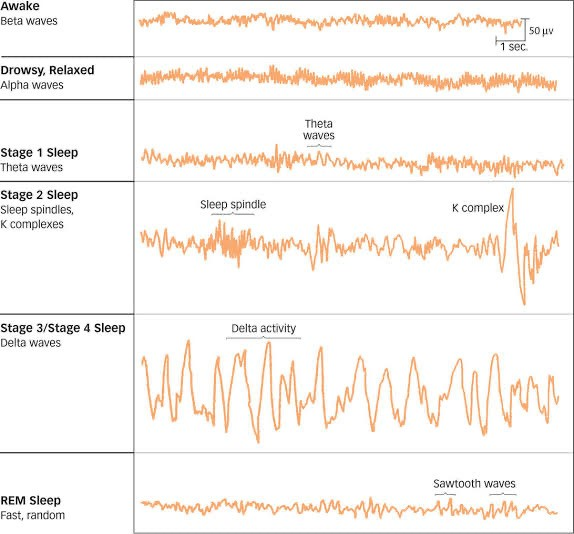 Awake
Beta waves
50 μv
1 sec.
Drowsy, Relaxed
Alpha waves
Theta
waves
Stage 1 Sleep
Theta waves
Stage 2 Sleep
Sleep spindles,
K complexes
Sleep spindle
K complex
Stage 3/Stage 4 Sleep
Delta waves
Delta activity
Sawtooth waves
REM Sleep
Fast, random